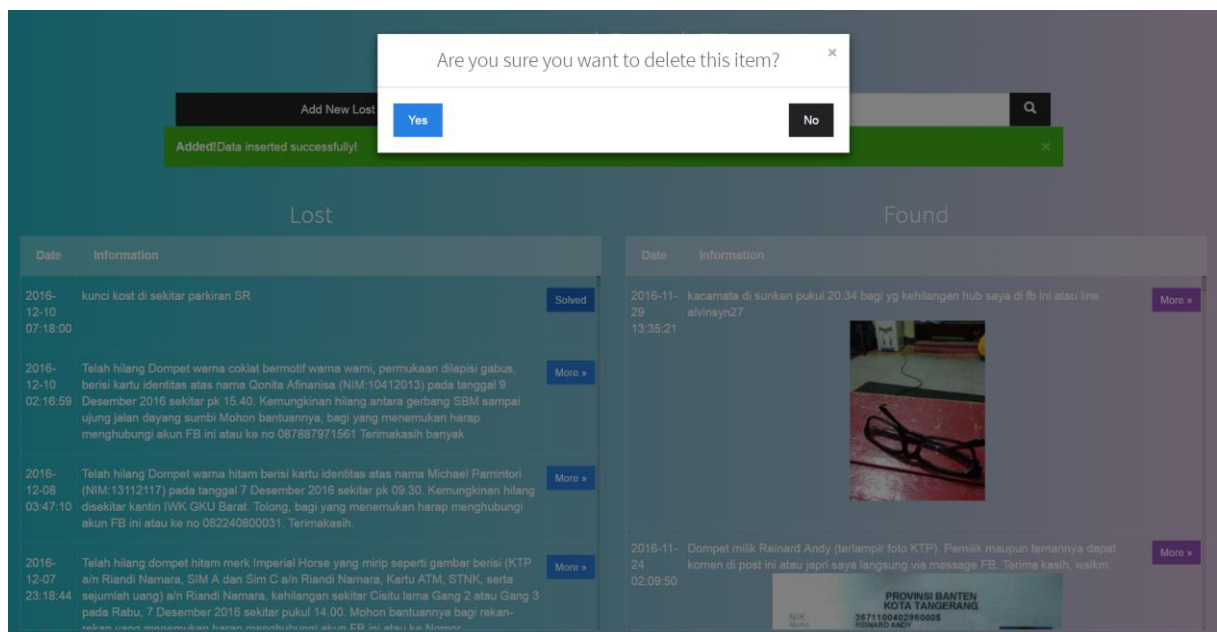 Are you sure you want to delete this item?
×
Yes
No
Add New Lost
Added!Data inserted successfully!
×
Lost
Date Information
2016-12-10 07:18:00
kunci kost di sekitar parkiran SR
Solved
2016-12-10 02:16:59
Telah hilang Dompet warna coklat bermotif warna warni, permukaan dilapisi gabus,
berisi kartu identitas atas nama Qonita Afinanisa (NIM:10412013) pada tanggal 9
Desember 2016 sekitar pk 15.40. Kemungkinan hilang antara gerbang SBM sampai
ujung jalan dayang sumbi Mohon bantuannya, bagi yang menemukan harap
menghubungi akun FB ini atau ke no 087887971561 Terimakasih banyak
More »
2016-12-08 03:47:10
Telah hilang Dompet warna hitam berisi kartu identitas atas nama Michael Pamintori
(NIM:13112117) pada tanggal 7 Desember 2016 sekitar pk 09.30. Kemungkinan hilang
disekitar kantin IWK GKU Barat. Tolong, bagi yang menemukan harap menghubungi
akun FB ini atau ke no 082240800031. Terimakasih.
More »
2016-12-07 23:18:44
Telah hilang dompet hitam merk Imperial Horse yang mirip seperti gambar berisi (KTP
a/n Riandi Namara, SIM A dan Sim C a/n Riandi Namara, Kartu ATM, STNK, serta
sejumlah uang) a/n Riandi Namara, kehilangan sekitar Cisitu lama Gang 2 atau Gang 3
pada Rabu, 7 Desember 2016 sekitar pukul 14.00. Mohon bantuannya bagi rekan-
rekan yang menemukan harap menghubungi akun FB ini atau ke Nomor
More »
Found
Date Information
2016-11-29 13:35:21
kacamata di sunken pukul 20.34 bagi yg kehilangan hub saya di fb ini atau line
alvinsyn27
More »
2016-11-24 02:09:50
Dompet milik Reinard Andy (terlampir foto KTP). Pemilik maupun temannya dapat
komen di post ini atau japri saya langsung via message FB. Terima kasih, wslkm.
More »
PROVINSI BANTEN
KOTA TANGERANG
NIK 3671100402960005
Nama REINARD ANDY